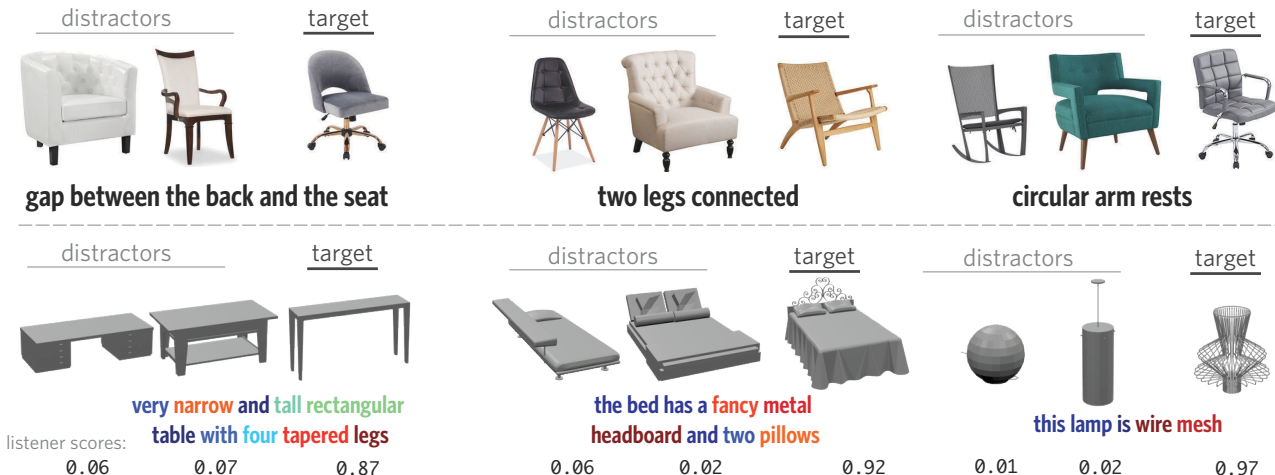 distractors target distractors target distractors target
gap between the back and the seat two legs connected circular arm rests
distractors target distractors target distractors target
very narrow and tall rectangular the bed has a fancy metal
table with four tapered legs headboard and two pillows this lamp is wire mesh
listener scores:
0.06 0.07 0.87 0.06 0.02 0.92 0.01 0.02 0.97